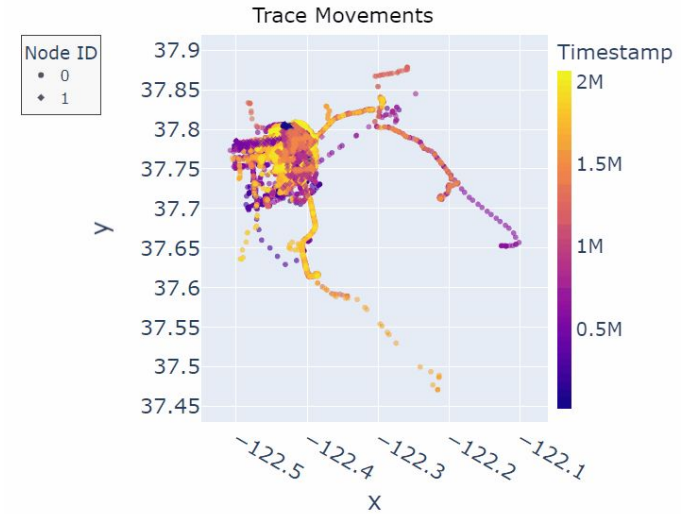 Trace Movements
Node ID
0
1
Timestamp
2M
1.5M
1M
0.5M
y
37.9
37.85
37.8
37.75
37.7
37.65
37.6
37.55
37.5
37.45
−122.5
−122.4
−122.3
−122.2
−122.1
x